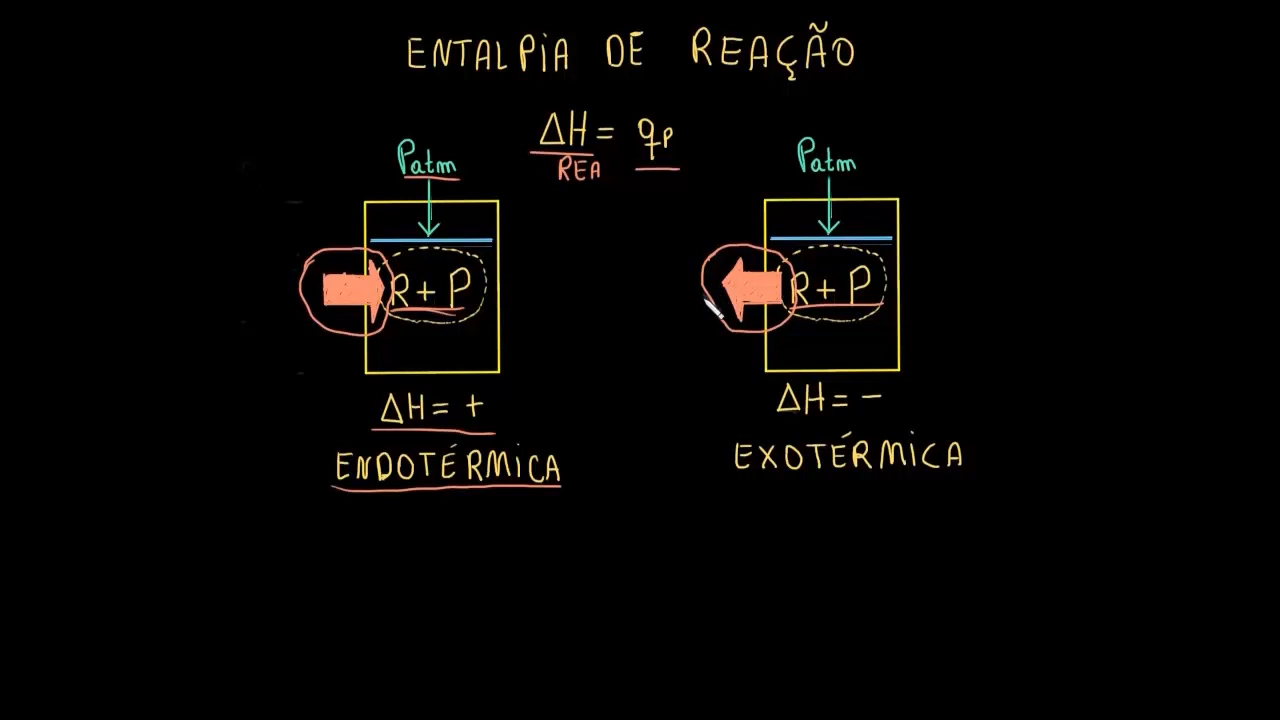 ENTALPIA DE REAÇÃO
ΔH = qp
REA
Patm
R + P
ΔH = +
ENDOTÉRMICA
Patm
R + P
ΔH = -
EXOTÉRMICA